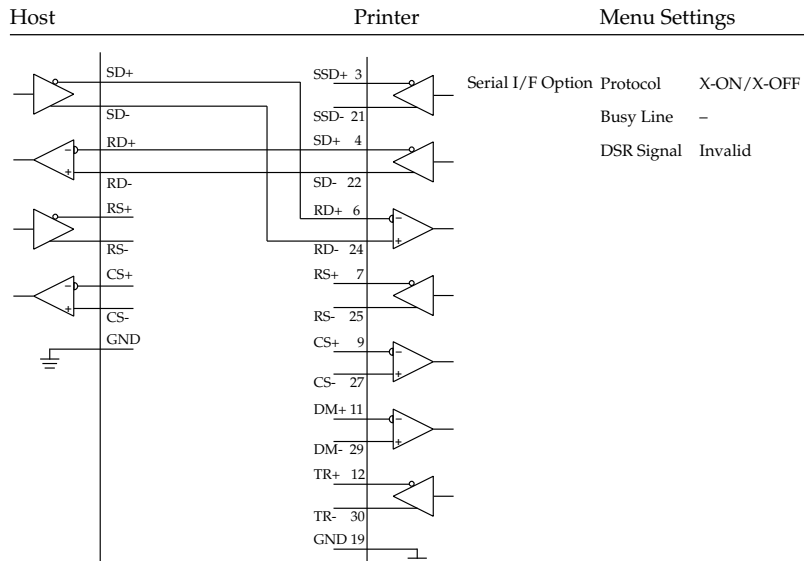 Host Printer Menu Settings
SD+ SSD+ 3 Serial I/F Option Protocol X-ON/X-OFF
SD- SSD- 21 Busy Line –
RD+ SD+ 4 DSR Signal Invalid
RD- SD- 22
RS+ RD+ 6
RS- RD- 24
CS+ RS+ 7
CS- RS- 25
GND CS+ 9
CS- 27
DM+ 11
DM- 29
TR+ 12
TR- 30
GND 19